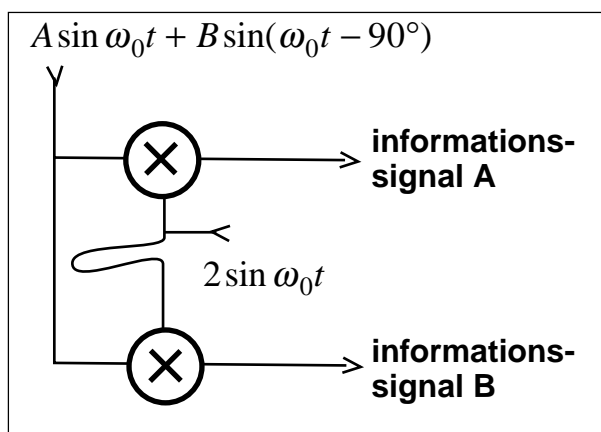 A sin ω₀t + B sin(ω₀t − 90°)
informations-
signal A
2 sin ω₀t
informations-
signal B